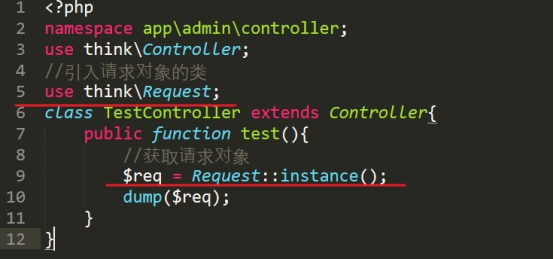 1 <?php
2 namespace app\admin\controller;
3 use think\Controller;
4 //引入请求对象的类
5 use think\Request;
6 class TestController extends Controller{
7 public function test(){
8 //获取请求对象
9 $req = Request::instance();
10 dump($req);
11 }
12 }